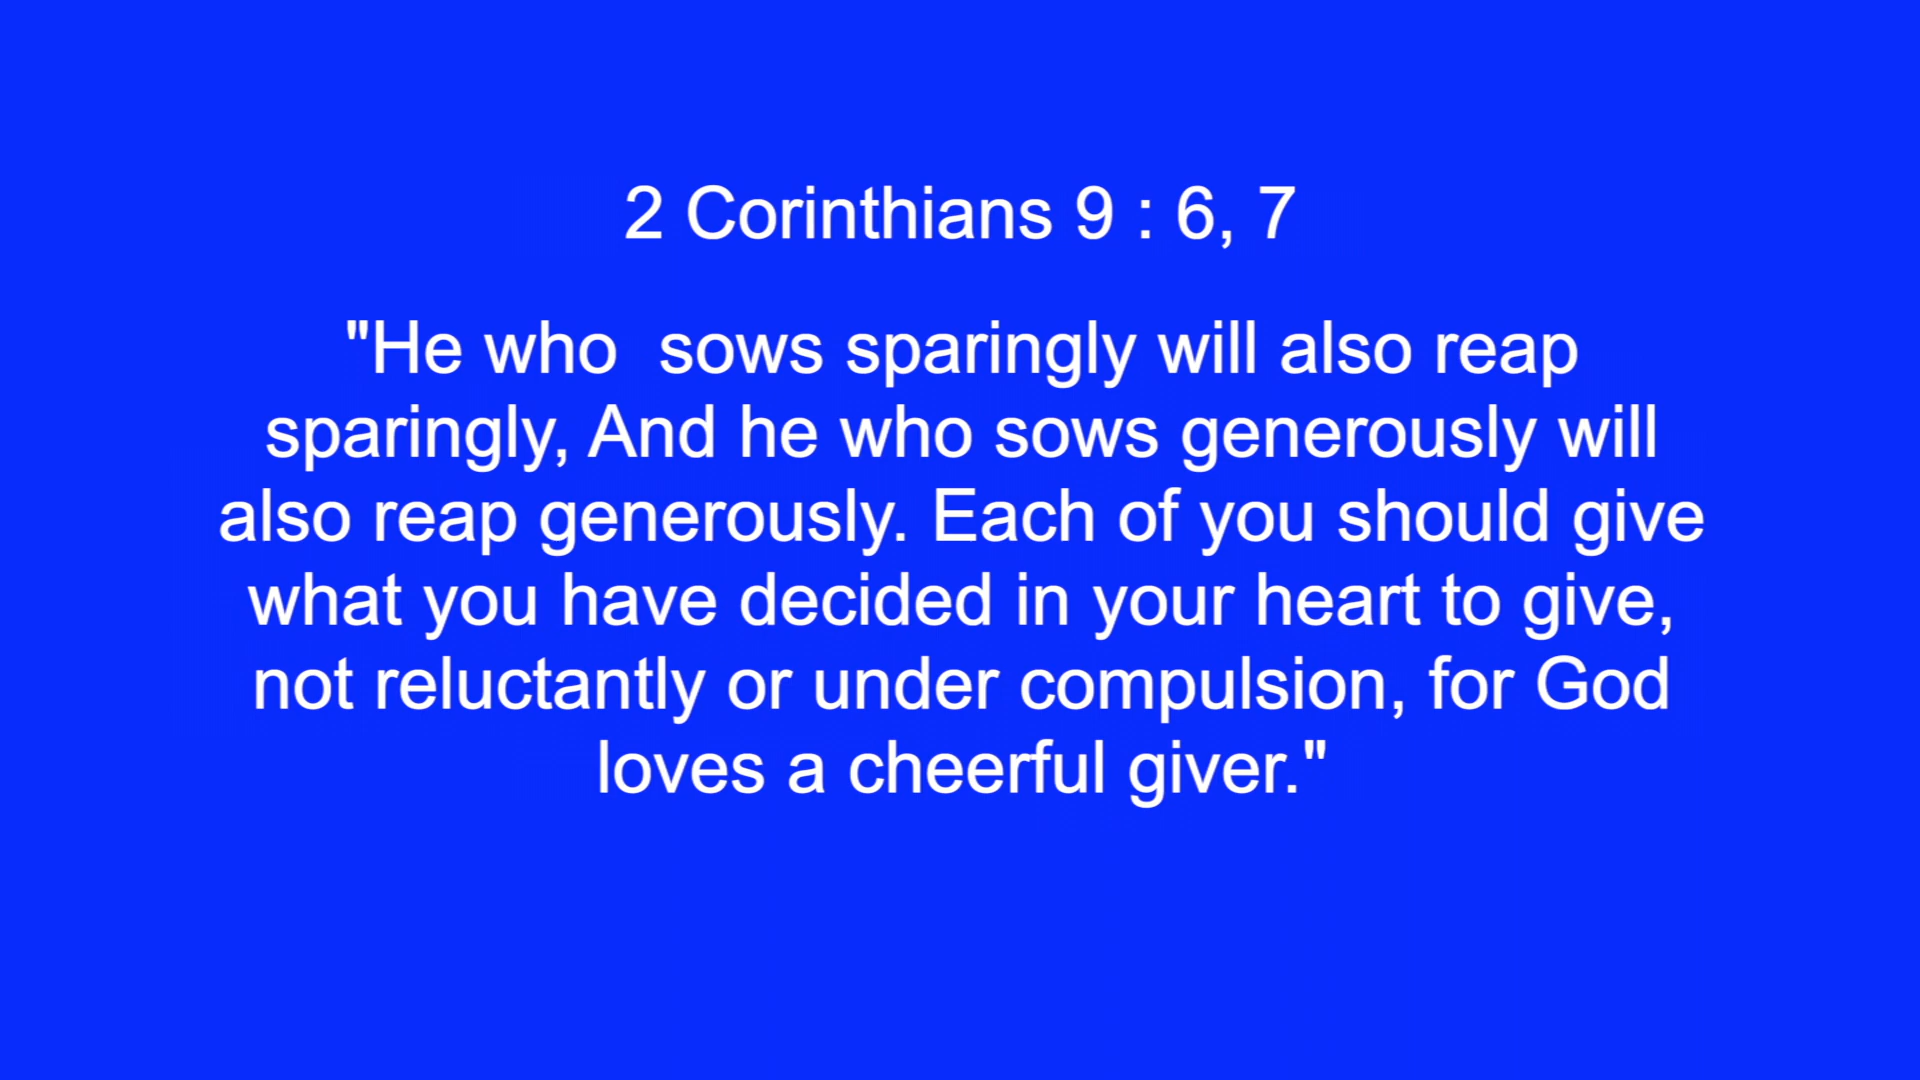 2 Corinthians 9 : 6, 7
"He who  sows sparingly will also reap
sparingly, And he who sows generously will
also reap generously. Each of you should give
what you have decided in your heart to give,
not reluctantly or under compulsion, for God
loves a cheerful giver."